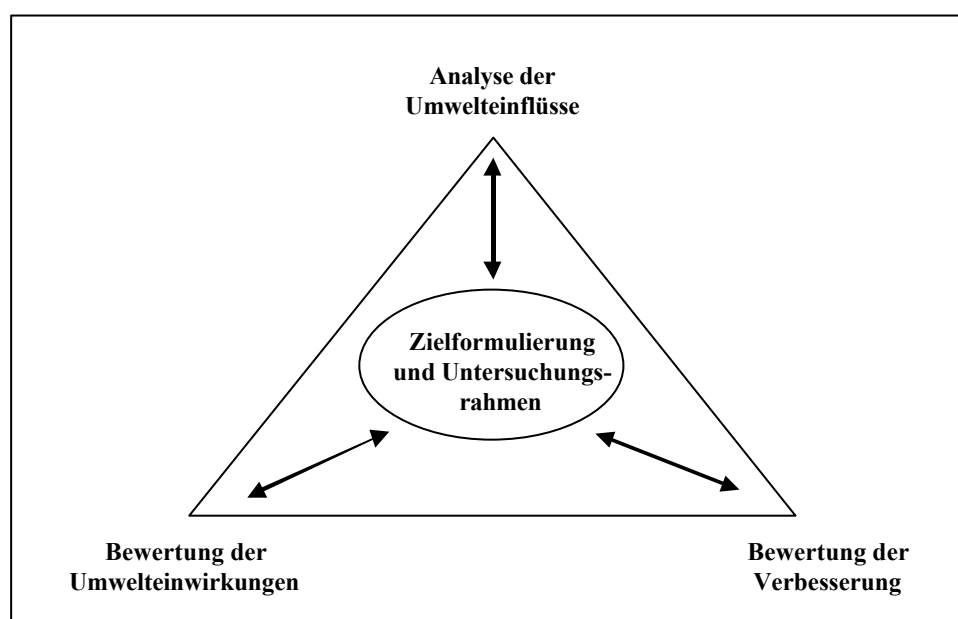 Analyse der
Umwelteinflüsse
Zielformulierung
und Untersuchungs-
rahmen
Bewertung der
Umwelteinwirkungen
Bewertung der
Verbesserung